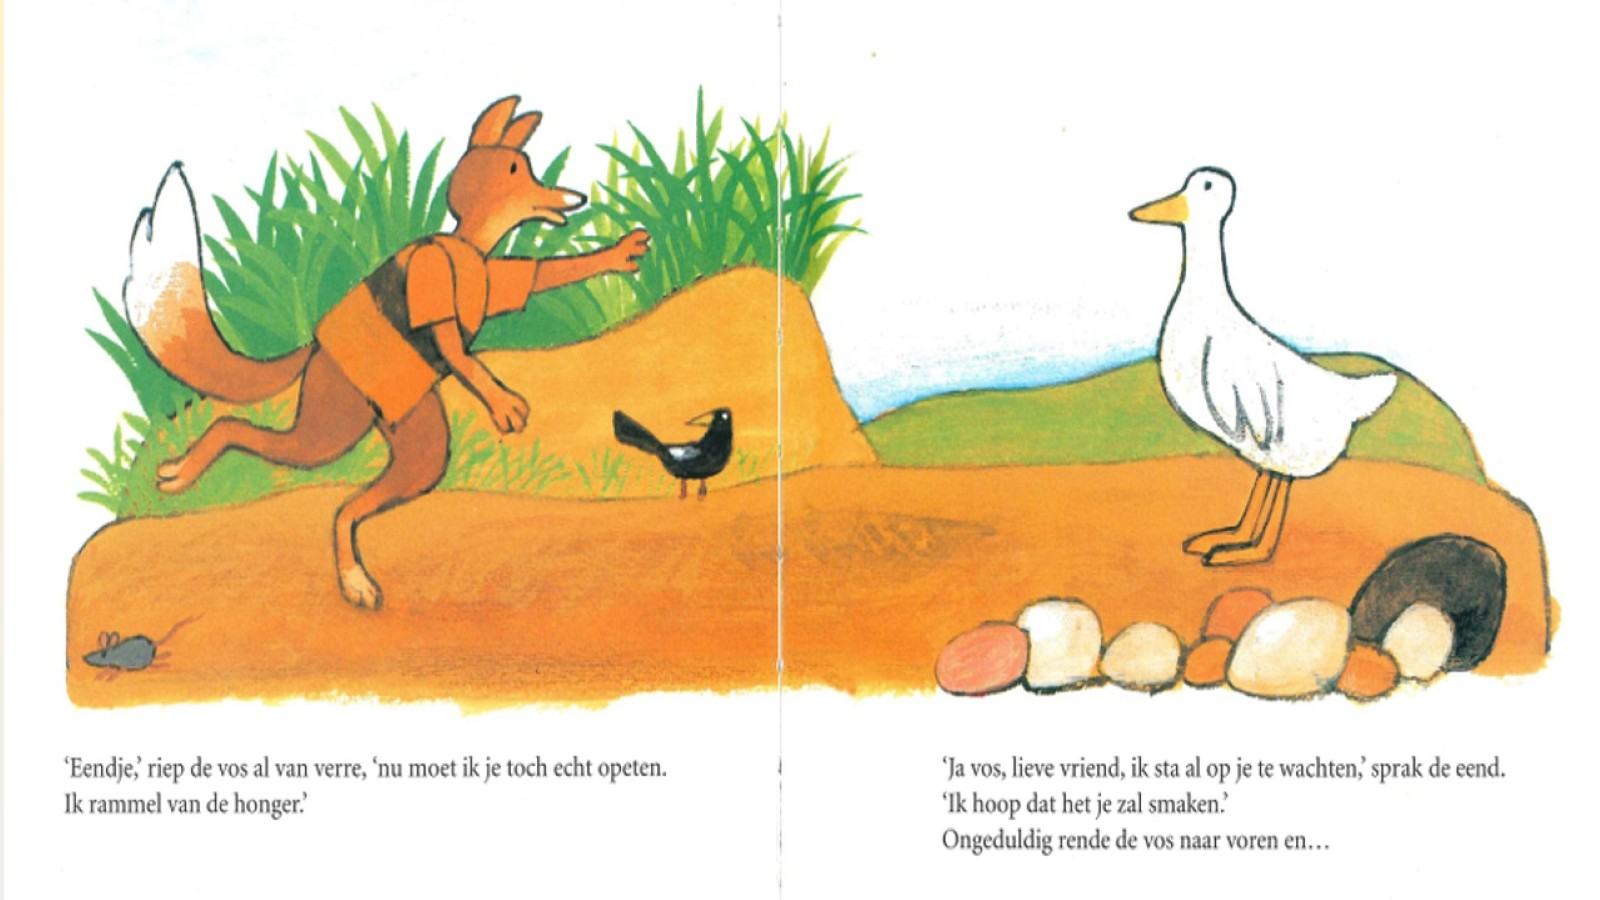 ‘Eendje,’ riep de vos al van verre, ‘nu moet ik je toch echt opeten.
Ik rammel van de honger.’
‘Ja vos, lieve vriend, ik sta al op je te wachten,’ sprak de eend.
‘Ik hoop dat het je zal smaken.’
Ongeduldig rende de vos naar voren en…